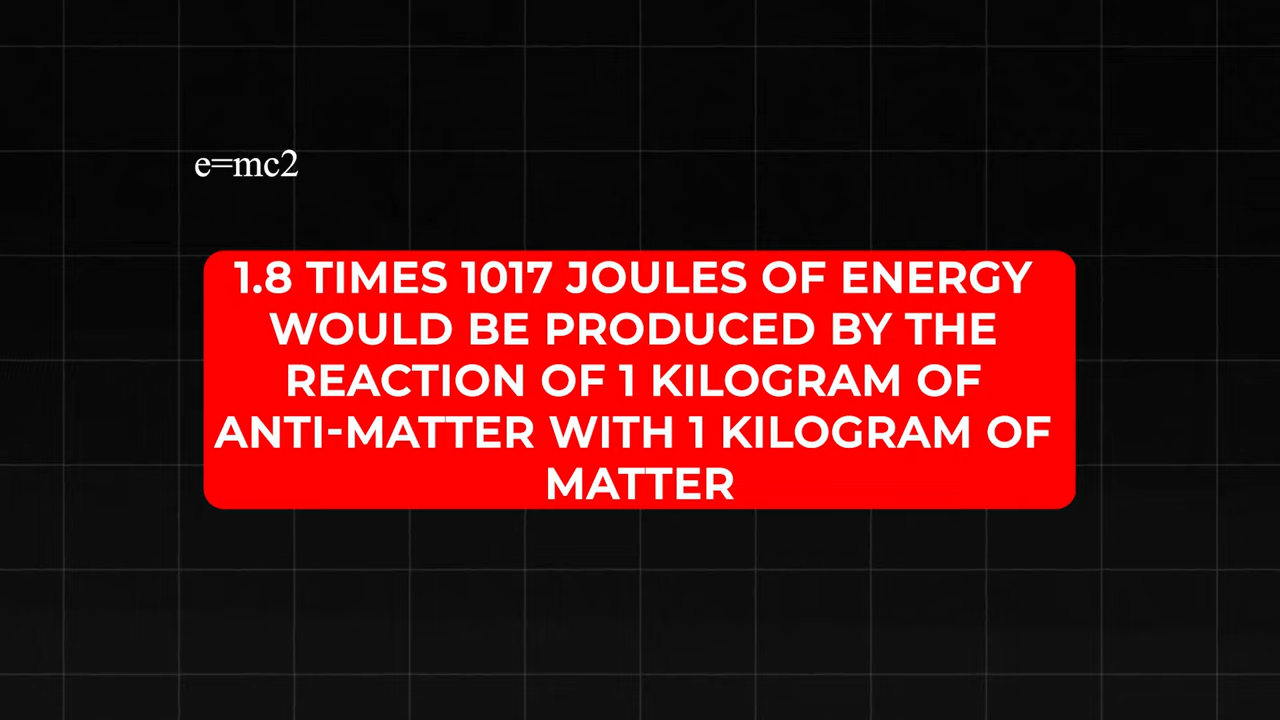 e=mc2
1.8 TIMES 1017 JOULES OF ENERGY
WOULD BE PRODUCED BY THE
REACTION OF 1 KILOGRAM OF
ANTI-MATTER WITH 1 KILOGRAM OF
MATTER